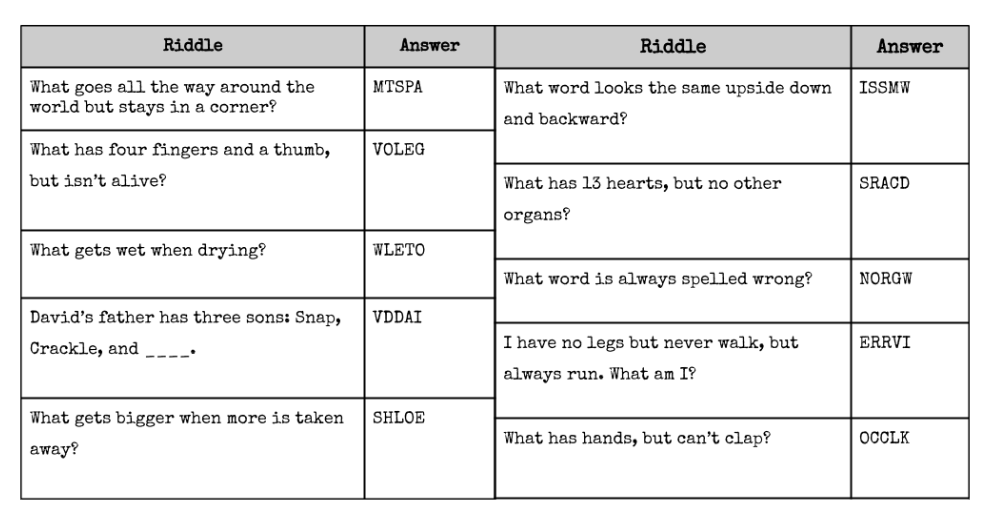 Riddle Answer
What goes all the way around the MTSPA
world but stays in a corner?
What has four fingers and a thumb, VOLEG
but isn't alive?
What gets wet when drying? WLETO
David's father has three sons: Snap, VDDAI
Crackle, and ____.
What gets bigger when more is taken SHLOE
away?
Riddle Answer
What word looks the same upside down ISSMW
and backward?
What has 13 hearts, but no other SRACD
organs?
What word is always spelled wrong? NORGW
I have no legs but never walk, but ERRVI
always run. What am I?
What has hands, but can't clap? OCCLK